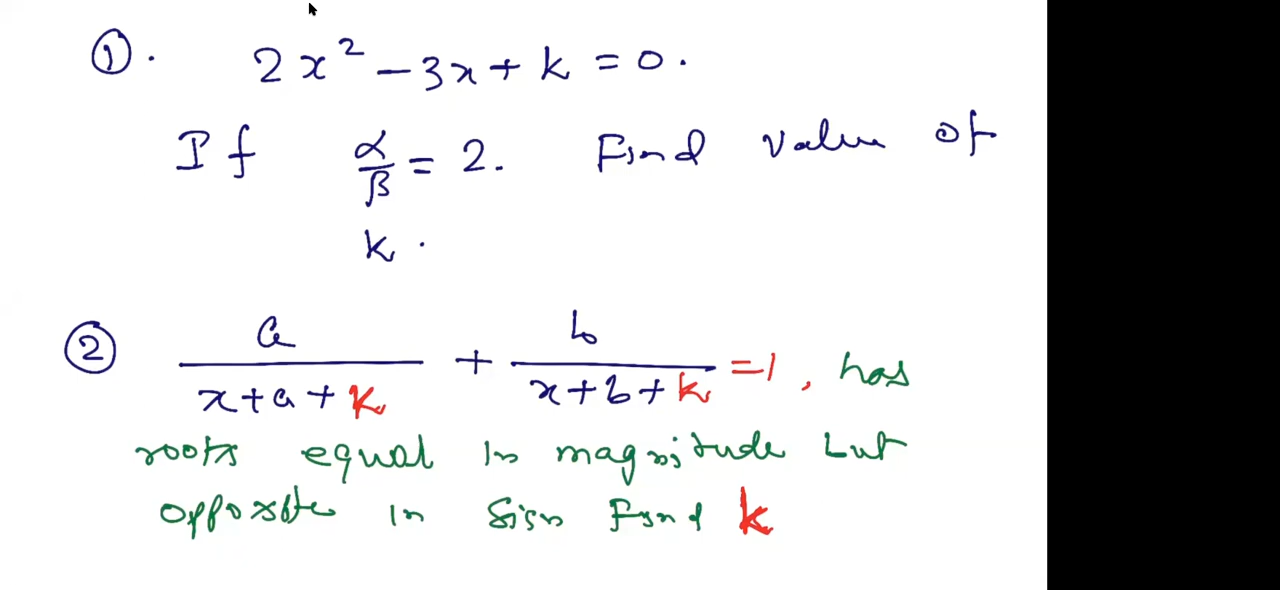 ①. 2x² - 3x + k = 0.
If α/β = 2. Find value of
k.
② a/(x+a+k) + b/(x+b+k) = 1, has
roots equal in magnitude but
opposite in sign Find k